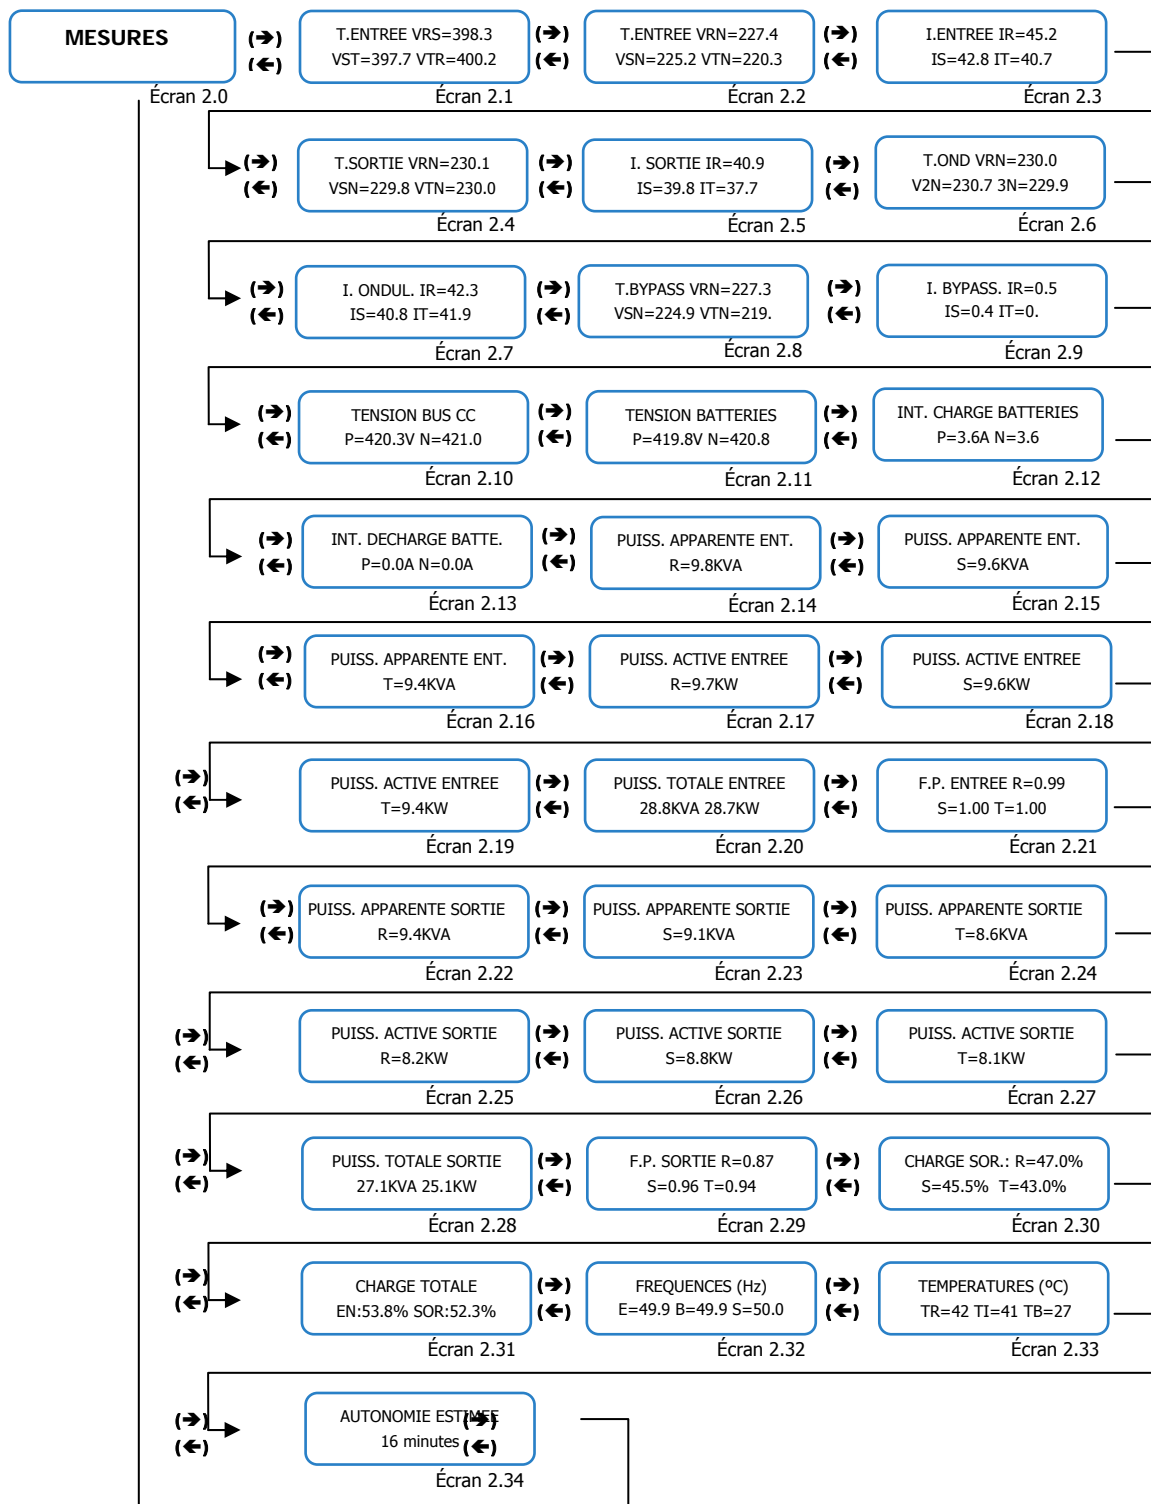 MESURES
(➔)
(🡰)
Écran 2.0
T.ENTREE VRS=398.3
VST=397.7 VTR=400.2
Écran 2.1
(➔)
(🡰)
T.ENTREE VRN=227.4
VSN=225.2 VTN=220.3
Écran 2.2
(➔)
(🡰)
I.ENTREE IR=45.2
IS=42.8 IT=40.7
Écran 2.3
(➔)
(🡰)
T.SORTIE VRN=230.1
VSN=229.8 VTN=230.0
Écran 2.4
(➔)
(🡰)
I. SORTIE IR=40.9
IS=39.8 IT=37.7
Écran 2.5
(➔)
(🡰)
T.OND VRN=230.0
V2N=230.7 3N=229.9
Écran 2.6
(➔)
(🡰)
I. ONDUL. IR=42.3
IS=40.8 IT=41.9
Écran 2.7
(➔)
(🡰)
T.BYPASS VRN=227.3
VSN=224.9 VTN=219.
Écran 2.8
(➔)
(🡰)
I. BYPASS. IR=0.5
IS=0.4 IT=0.
Écran 2.9
(➔)
(🡰)
TENSION BUS CC
P=420.3V N=421.0
Écran 2.10
(➔)
(🡰)
TENSION BATTERIES
P=419.8V N=420.8
Écran 2.11
(➔)
(🡰)
INT. CHARGE BATTERIES
P=3.6A N=3.6
Écran 2.12
(➔)
(🡰)
INT. DECHARGE BATTE.
P=0.0A N=0.0A
Écran 2.13
(➔)
(🡰)
PUISS. APPARENTE ENT.
R=9.8KVA
Écran 2.14
(➔)
(🡰)
PUISS. APPARENTE ENT.
S=9.6KVA
Écran 2.15
(➔)
(🡰)
PUISS. APPARENTE ENT.
T=9.4KVA
Écran 2.16
(➔)
(🡰)
PUISS. ACTIVE ENTREE
R=9.7KW
Écran 2.17
(➔)
(🡰)
PUISS. ACTIVE ENTREE
S=9.6KW
Écran 2.18
(➔)
(🡰)
PUISS. ACTIVE ENTREE
T=9.4KW
Écran 2.19
(➔)
(🡰)
PUISS. TOTALE ENTREE
28.8KVA 28.7KW
Écran 2.20
(➔)
(🡰)
F.P. ENTREE R=0.99
S=1.00 T=1.00
Écran 2.21
(➔)
(🡰)
PUISS. APPARENTE SORTIE
R=9.4KVA
Écran 2.22
(➔)
(🡰)
PUISS. APPARENTE SORTIE
S=9.1KVA
Écran 2.23
(➔)
(🡰)
PUISS. APPARENTE SORTIE
T=8.6KVA
Écran 2.24
(➔)
(🡰)
PUISS. ACTIVE SORTIE
R=8.2KW
Écran 2.25
(➔)
(🡰)
PUISS. ACTIVE SORTIE
S=8.8KW
Écran 2.26
(➔)
(🡰)
PUISS. ACTIVE SORTIE
T=8.1KW
Écran 2.27
(➔)
(🡰)
PUISS. TOTALE SORTIE
27.1KVA 25.1KW
Écran 2.28
(➔)
(🡰)
F.P. SORTIE R=0.87
S=0.96 T=0.94
Écran 2.29
(➔)
(🡰)
CHARGE SOR.: R=47.0%
S=45.5% T=43.0%
Écran 2.30
(➔)
(🡰)
CHARGE TOTALE
EN:53.8% SOR:52.3%
Écran 2.31
(➔)
(🡰)
FREQUENCES (Hz)
E=49.9 B=49.9 S=50.0
Écran 2.32
(➔)
(🡰)
TEMPERATURES (ºC)
TR=42 TI=41 TB=27
Écran 2.33
(➔)
(🡰)
AUTONOMIE ESTIMEE
16 minutes
(➔)
(🡰)
Écran 2.34